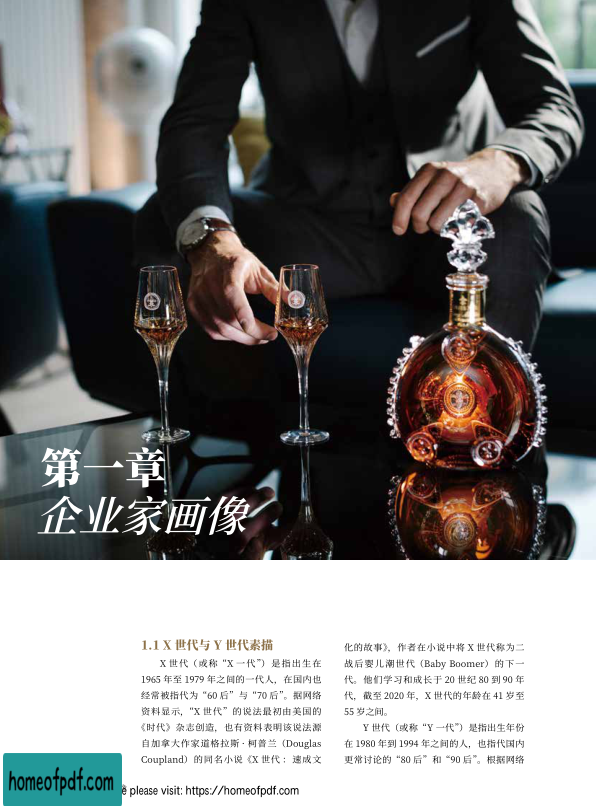 第一章
企业家画像
1.1 X 世代与 Y 世代素描
X 世代（或称“X 一代”）是指出生在
1965 年至 1979 年之间的一代人，在国内也
经常被指代为“60 后”与“70 后”。据网络
资料显示，“X 世代”的说法最初由美国的
《时代》杂志创造，也有资料表明该说法源
自加拿大作家道格拉斯 · 柯普兰（Douglas
Coupland）的同名小说《X 世代 ：速成文
化的故事》，作者在小说中将 X 世代称为二
战后婴儿潮世代（Baby Boomer）的下一
代。他们学习和成长于 20 世纪 80 到 90 年
代，截至 2020 年，X 世代的年龄在 41 岁至
55 岁之间。
Y 世代（或称“Y 一代”）是指出生年份
在 1980 年到 1994 年之间的人，也指代国内
更常讨论的“80 后”和“90 后”。根据网络
homeofpdf.com
please visit: https://homeofpdf.com